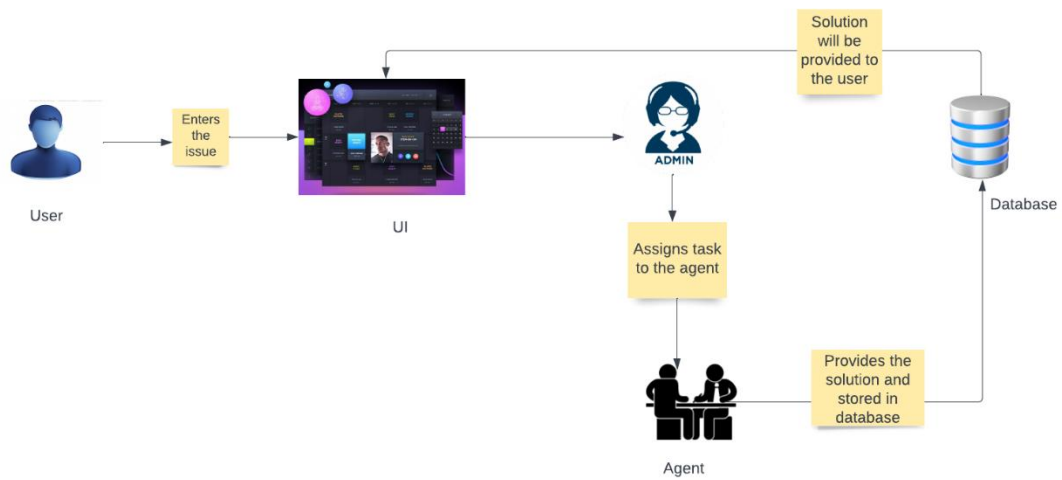 Solution
will be
provided to
the user
Enters
the
issue
ADMIN
User
UI
Database
Assigns task
to the agent
Provides the
solution and
stored in
database
Agent